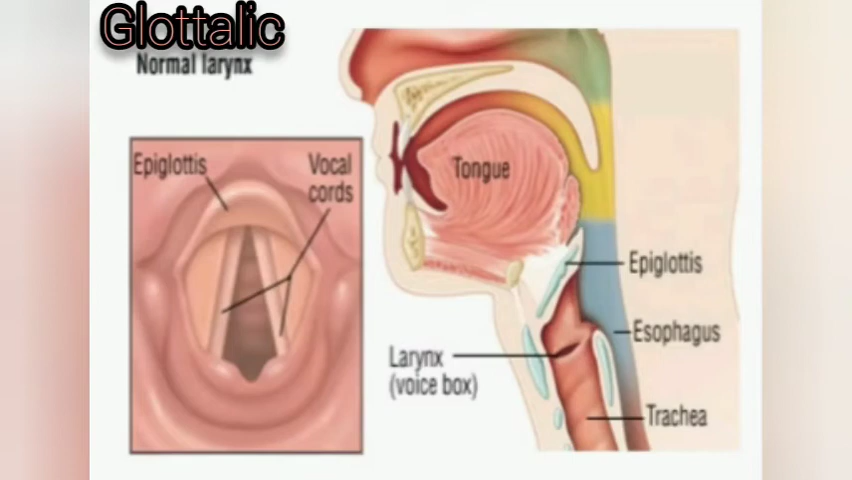 Glottalic
Normal larynx
Epiglottis
Vocal
cords
Tongue
Epiglottis
Esophagus
Larynx
(voice box)
Trachea